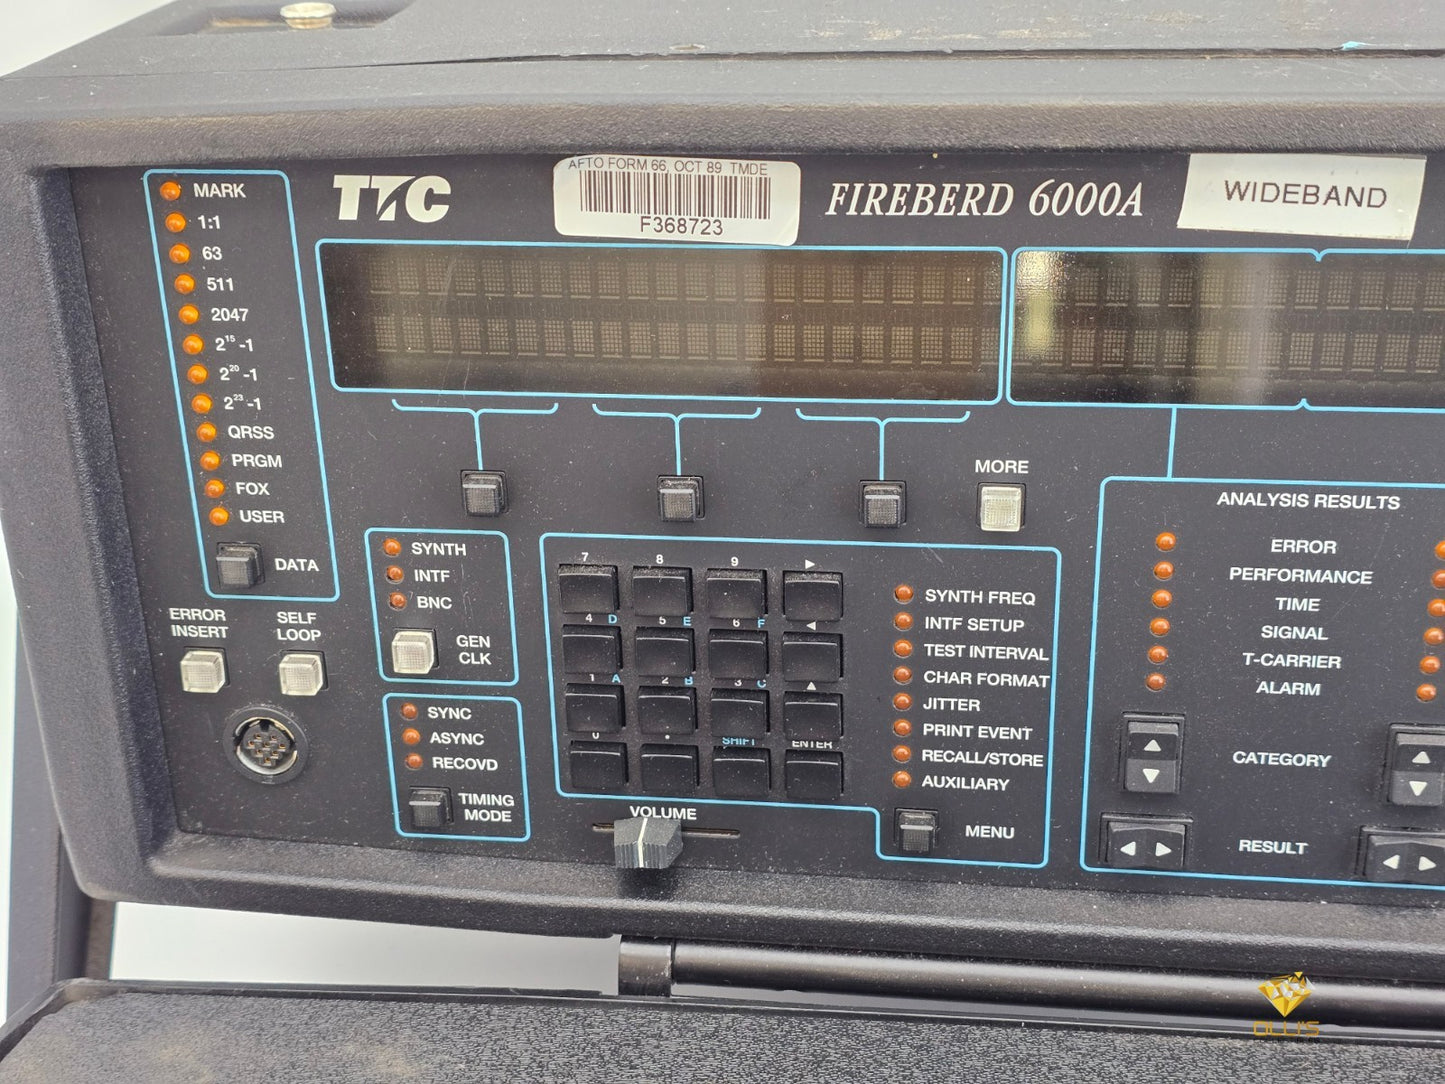 AFTO FORM 66, OCT 89 TMDE
F368723
TTC
FIREBERD 6000A
WIDEBAND
MARK
1:1
63
511
2047
2¹⁵ -1
2²⁰ -1
2²³ -1
QRSS
PRGM
FOX
USER
DATA
ERROR
INSERT
SELF
LOOP
SYNTH
INTF
BNC
GEN
CLK
SYNC
ASYNC
RECOVD
TIMING
MODE
MORE
7 8 9 ▶
4 D 5 E 6 F ◀
1 A 2 B 3 C ▲
0 • SHIFT ENTER
VOLUME
SYNTH FREQ
INTF SETUP
TEST INTERVAL
CHAR FORMAT
JITTER
PRINT EVENT
RECALL/STORE
AUXILIARY
MENU
ANALYSIS RESULTS
ERROR
PERFORMANCE
TIME
SIGNAL
T-CARRIER
ALARM
CATEGORY
RESULT
OLLI'S